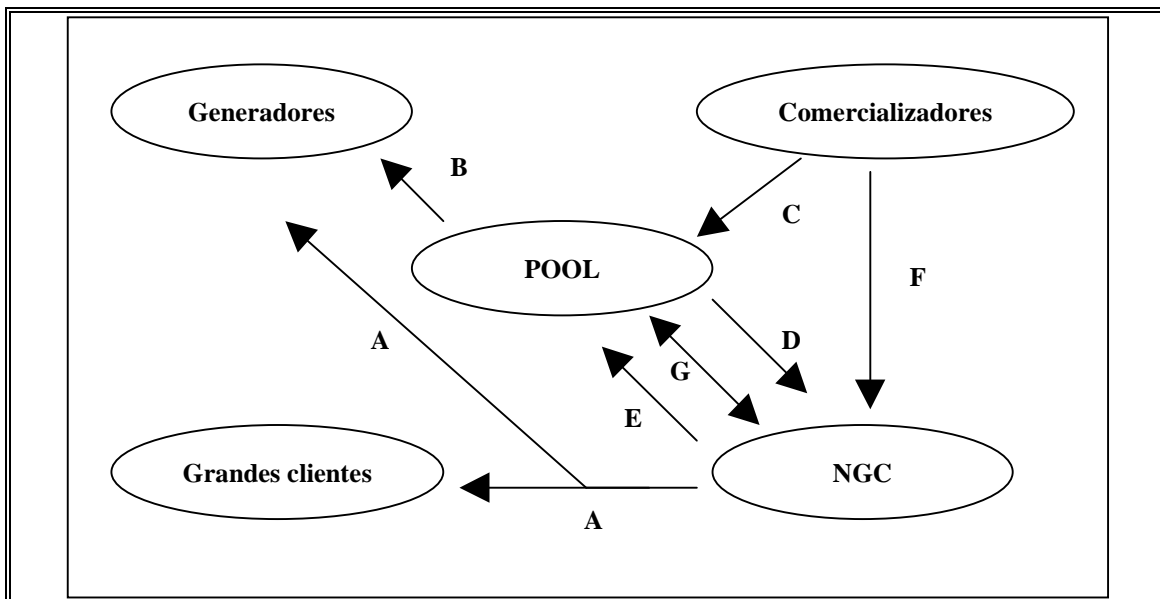 Generadores
Comercializadores
B
C
POOL
F
A
D
G
E
Grandes clientes
NGC
A